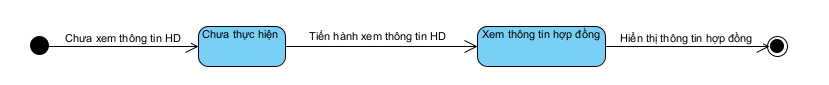 Chưa xem thông tin HD
Chưa thực hiện
Tiến hành xem thông tin HD
Xem thông tin hợp đồng
Hiển thị thông tin hợp đồng